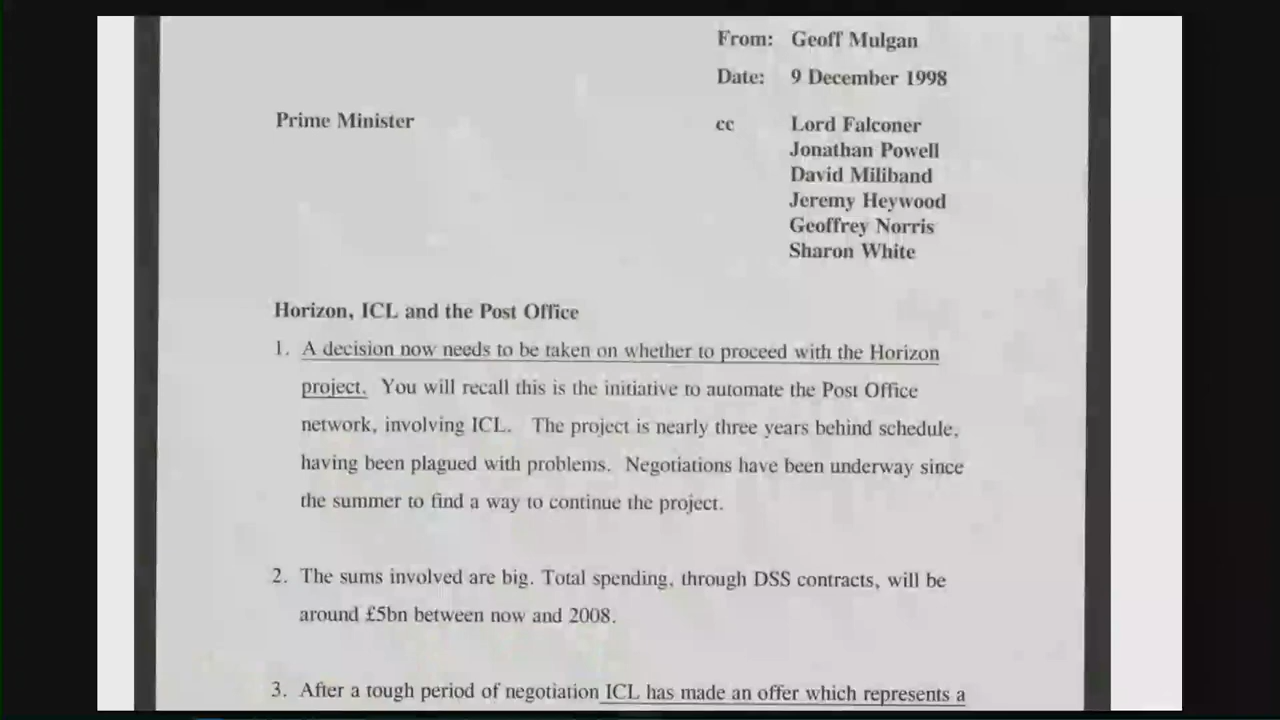 From: Geoff Mulgan
Date: 9 December 1998
Prime Minister cc Lord Falconer
Jonathan Powell
David Miliband
Jeremy Heywood
Geoffrey Norris
Sharon White
Horizon, ICL and the Post Office
1. A decision now needs to be taken on whether to proceed with the Horizon
project. You will recall this is the initiative to automate the Post Office
network, involving ICL. The project is nearly three years behind schedule,
having been plagued with problems. Negotiations have been underway since
the summer to find a way to continue the project.
2. The sums involved are big. Total spending, through DSS contracts, will be
around £5bn between now and 2008.
3. After a tough period of negotiation ICL has made an offer which represents a